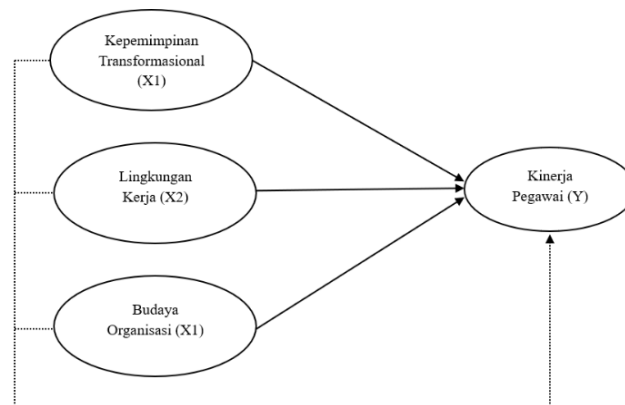 Kepemimpinan
Transformasional
(X1)
Lingkungan
Kerja (X2)
Kinerja
Pegawai (Y)
Budaya
Organisasi (X1)